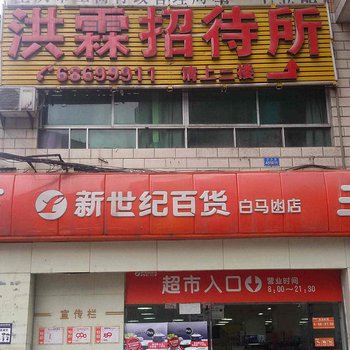 洪霖招待所
68699911 请上二楼
新世纪百货 白马凼店
超市入口 营业时间
8:00~21:30
宣传栏